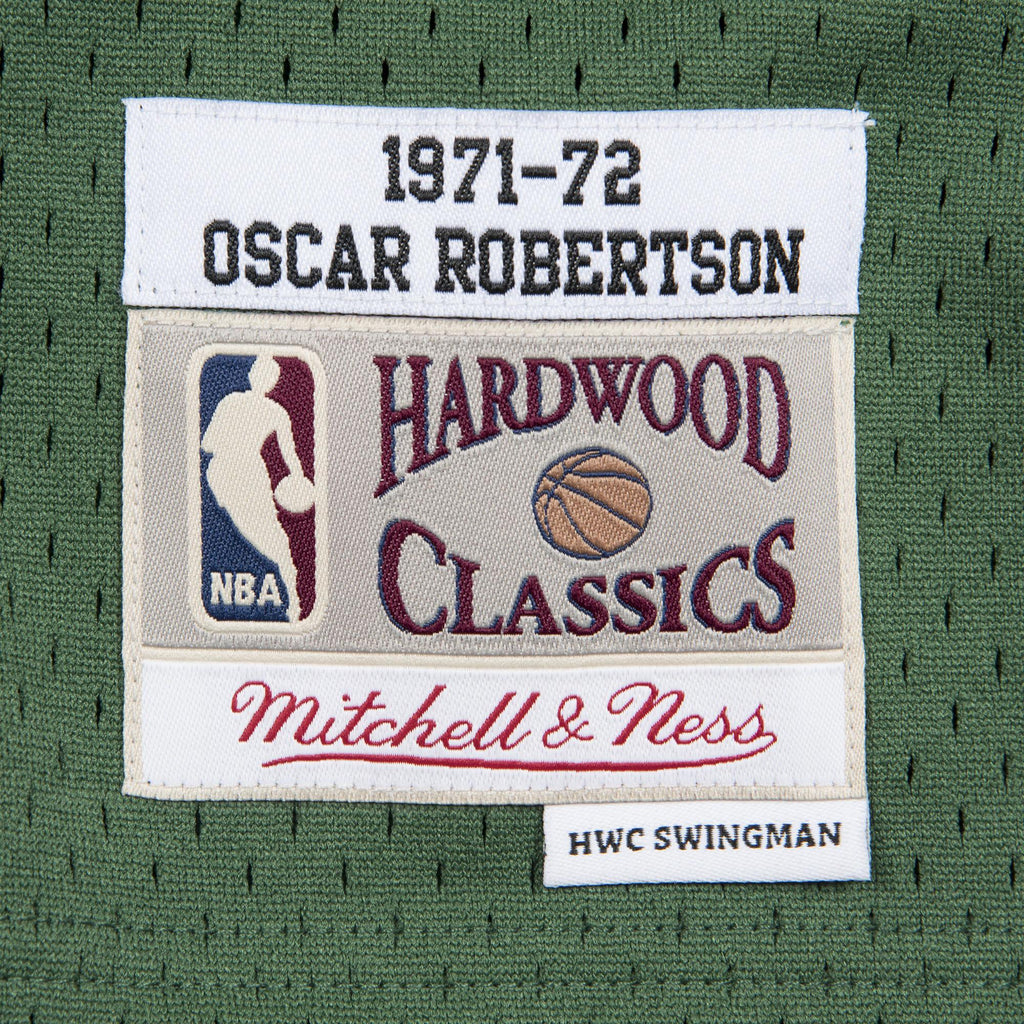 1971-72
OSCAR ROBERTSON
HARDWOOD
CLASSICS
NBA
Mitchell & Ness
HWC SWINGMAN